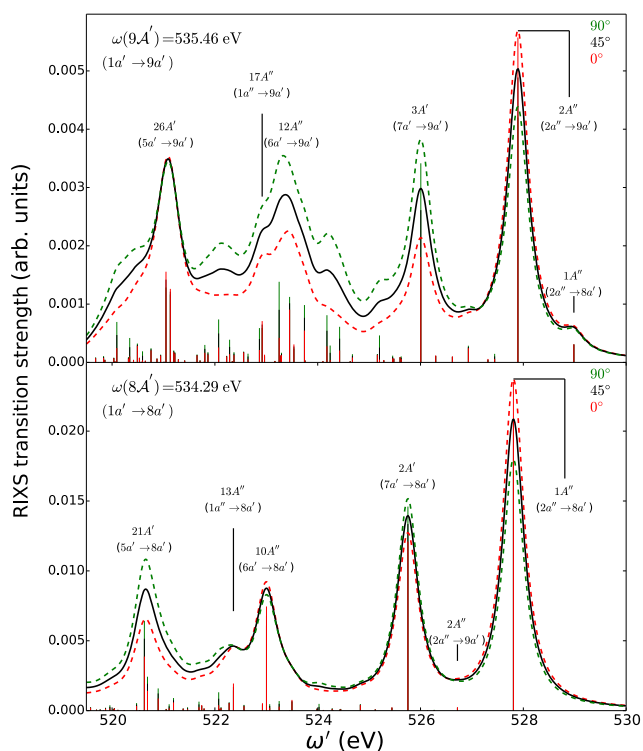 ω(9𝒜′)=535.46 eV
(1a′ →9a′)
90°
45°
0°
17A″
(1a″ →9a′)
26A′
(5a′ →9a′)
12A″
(6a′ →9a′)
3A′
(7a′ →9a′)
2A″
(2a″ →9a′)
1A″
(2a″ →8a′)
0.005
0.004
0.003
0.002
0.001
0.000
RIXS transition strength (arb. units)
ω(8𝒜′)=534.29 eV
(1a′ →8a′)
90°
45°
0°
21A′
(5a′ →8a′)
13A″
(1a″ →8a′)
10A″
(6a′ →8a′)
2A′
(7a′ →8a′)
2A″
(2a″ →9a′)
1A″
(2a″ →8a′)
0.020
0.015
0.010
0.005
0.000
520 522 524 526 528 530
ω′ (eV)